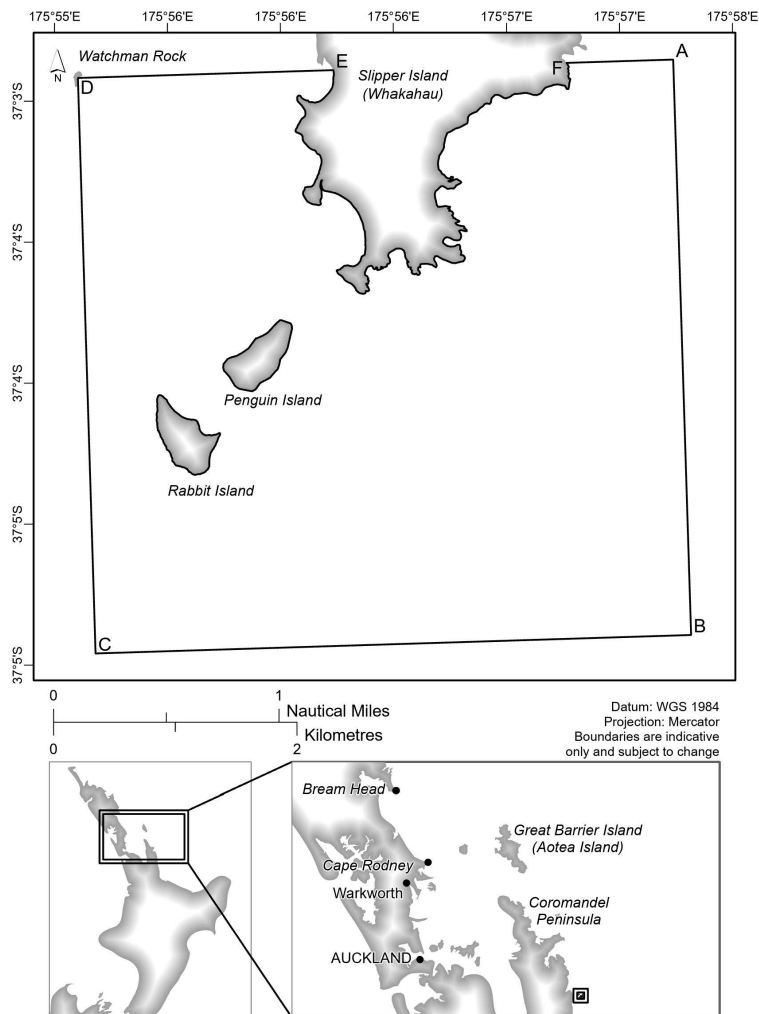 175°55'E 175°56'E 175°56'E 175°56'E 175°57'E 175°57'E 175°58'E
N
Watchman Rock
D
E
Slipper Island
(Whakahau)
F
A
37°3'S
37°4'S
37°4'S
37°5'S
37°5'S
Penguin Island
Rabbit Island
C
B
0 1
Nautical Miles
Kilometres
0 2
Datum: WGS 1984
Projection: Mercator
Boundaries are indicative
only and subject to change
Bream Head
Great Barrier Island
(Aotea Island)
Cape Rodney
Warkworth
Coromandel
Peninsula
AUCKLAND